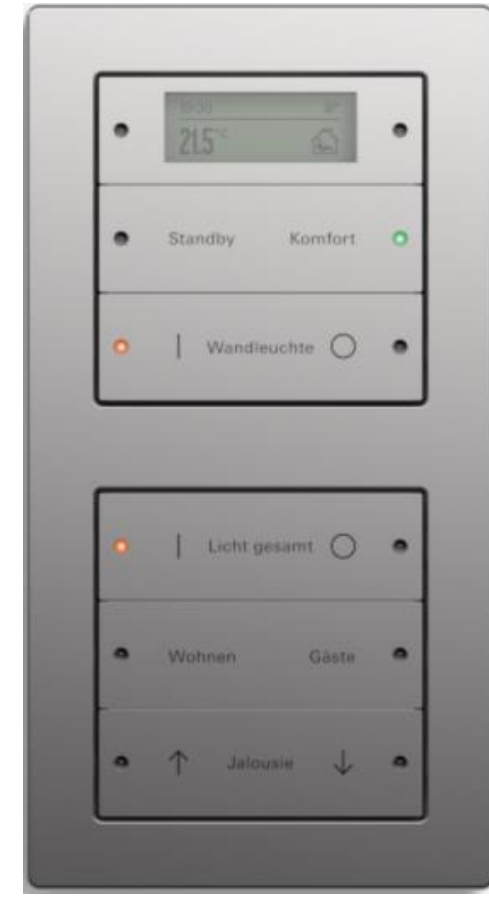 21.5 °C
Standby Komfort
| Wandleuchte ○
| Licht gesamt ○
Wohnen Gäste
↑ Jalousie ↓